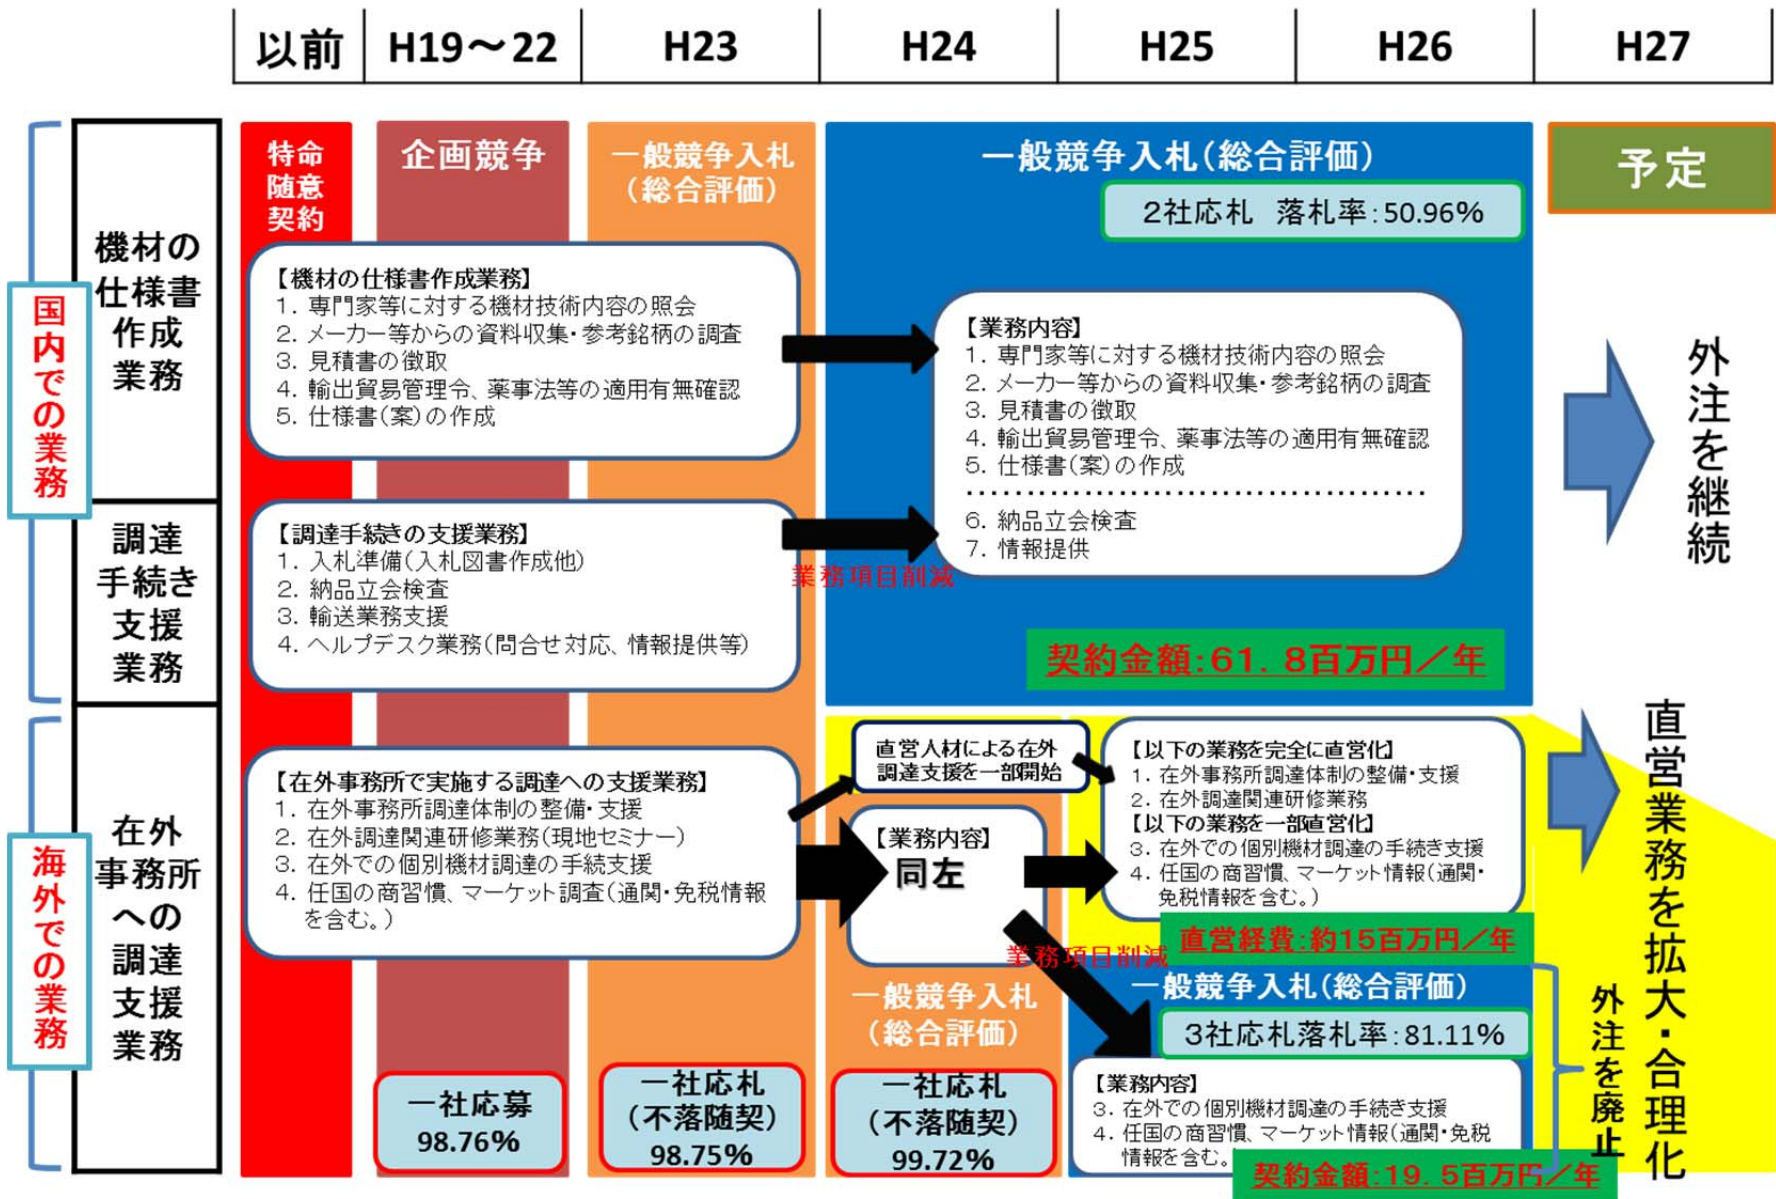 以前
H19～22
H23
H24
H25
H26
H27
国内での業務
機材の
仕様書
作成
業務
調達
手続き
支援
業務
特命
随意
契約
企画競争
一般競争入札
(総合評価)
一般競争入札(総合評価)
2社応札 落札率:50.96%
予定
【機材の仕様書作成業務】
1. 専門家等に対する機材技術内容の照会
2. メーカー等からの資料収集・参考銘柄の調査
3. 見積書の徴取
4. 輸出貿易管理令、薬事法等の適用有無確認
5. 仕様書(案)の作成
【調達手続きの支援業務】
1. 入札準備(入札図書作成他)
2. 納品立会検査
3. 輸送業務支援
4. ヘルプデスク業務(問合せ対応、情報提供等)
業務項目削減
【業務内容】
1. 専門家等に対する機材技術内容の照会
2. メーカー等からの資料収集・参考銘柄の調査
3. 見積書の徴取
4. 輸出貿易管理令、薬事法等の適用有無確認
5. 仕様書(案)の作成
6. 納品立会検査
7. 情報提供
契約金額:61. 8百万円／年
外注を継続
海外での業務
在外
事務所
への
調達
支援
業務
【在外事務所で実施する調達への支援業務】
1. 在外事務所調達体制の整備・支援
2. 在外調達関連研修業務(現地セミナー)
3. 在外での個別機材調達の手続支援
4. 任国の商習慣、マーケット調査(通関・免税情報
を含む。)
直営人材による在外
調達支援を一部開始
【業務内容】
同左
業務項目削減
一般競争入札
(総合評価)
【以下の業務を完全に直営化】
1. 在外事務所調達体制の整備・支援
2. 在外調達関連研修業務
【以下の業務を一部直営化】
3. 在外での個別機材調達の手続き支援
4. 任国の商習慣、マーケット情報(通関・
免税情報を含む。)
直営経費:約15百万円／年
一般競争入札(総合評価)
3社応札落札率:81.11%
【業務内容】
3. 在外での個別機材調達の手続き支援
4. 任国の商習慣、マーケット情報(通関・免税
情報を含む。
契約金額:19. 5百万円／年
一社応募
98.76%
一社応札
(不落随契)
98.75%
一社応札
(不落随契)
99.72%
外注を廃止
直営業務を拡大・合理化